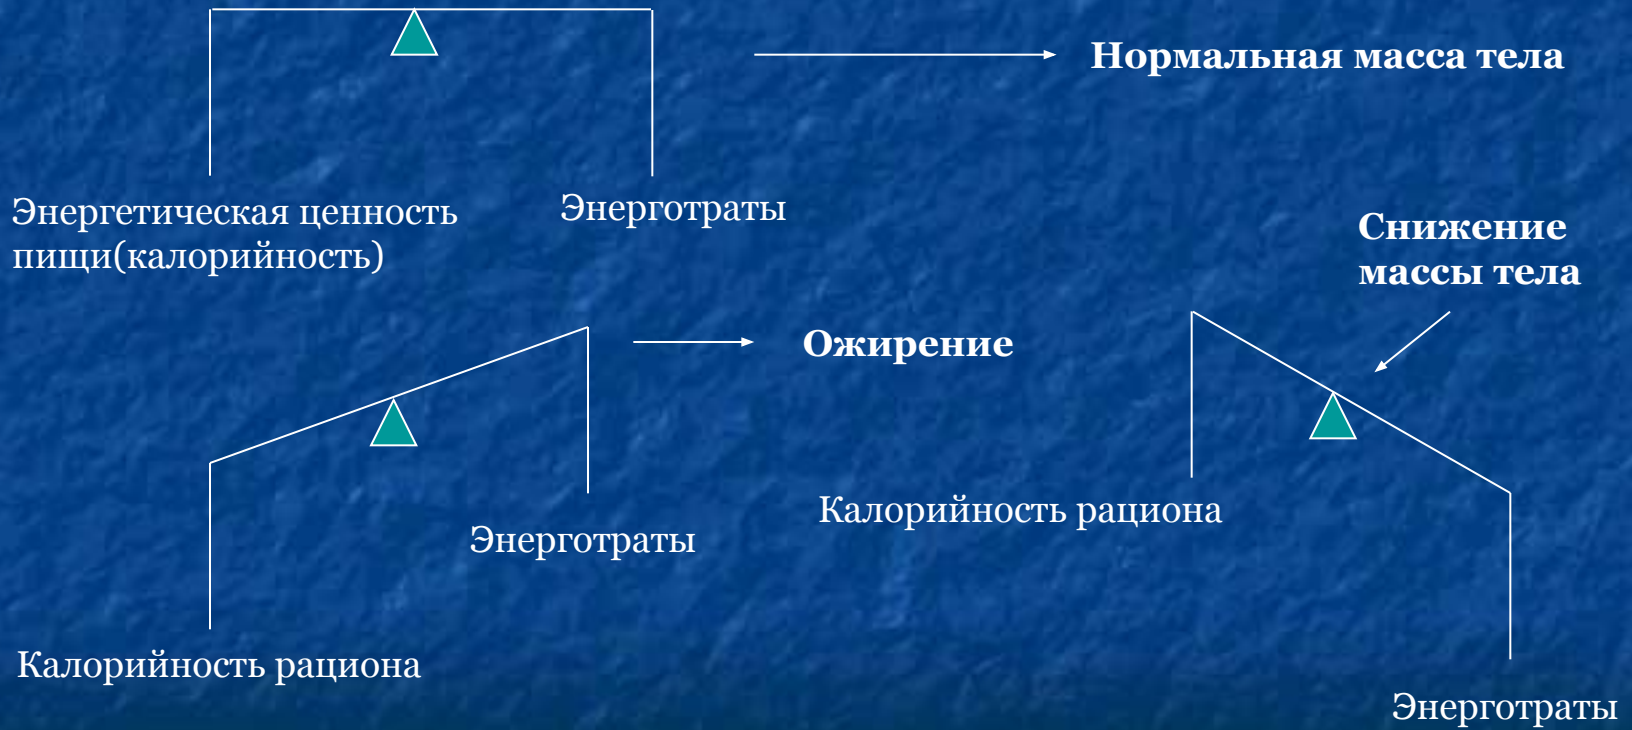 Нормальная масса тела
Энергетическая ценность
пищи(калорийность)
Энерготраты
Снижение
массы тела
Ожирение
Калорийность рациона
Энерготраты
Калорийность рациона
Энерготраты